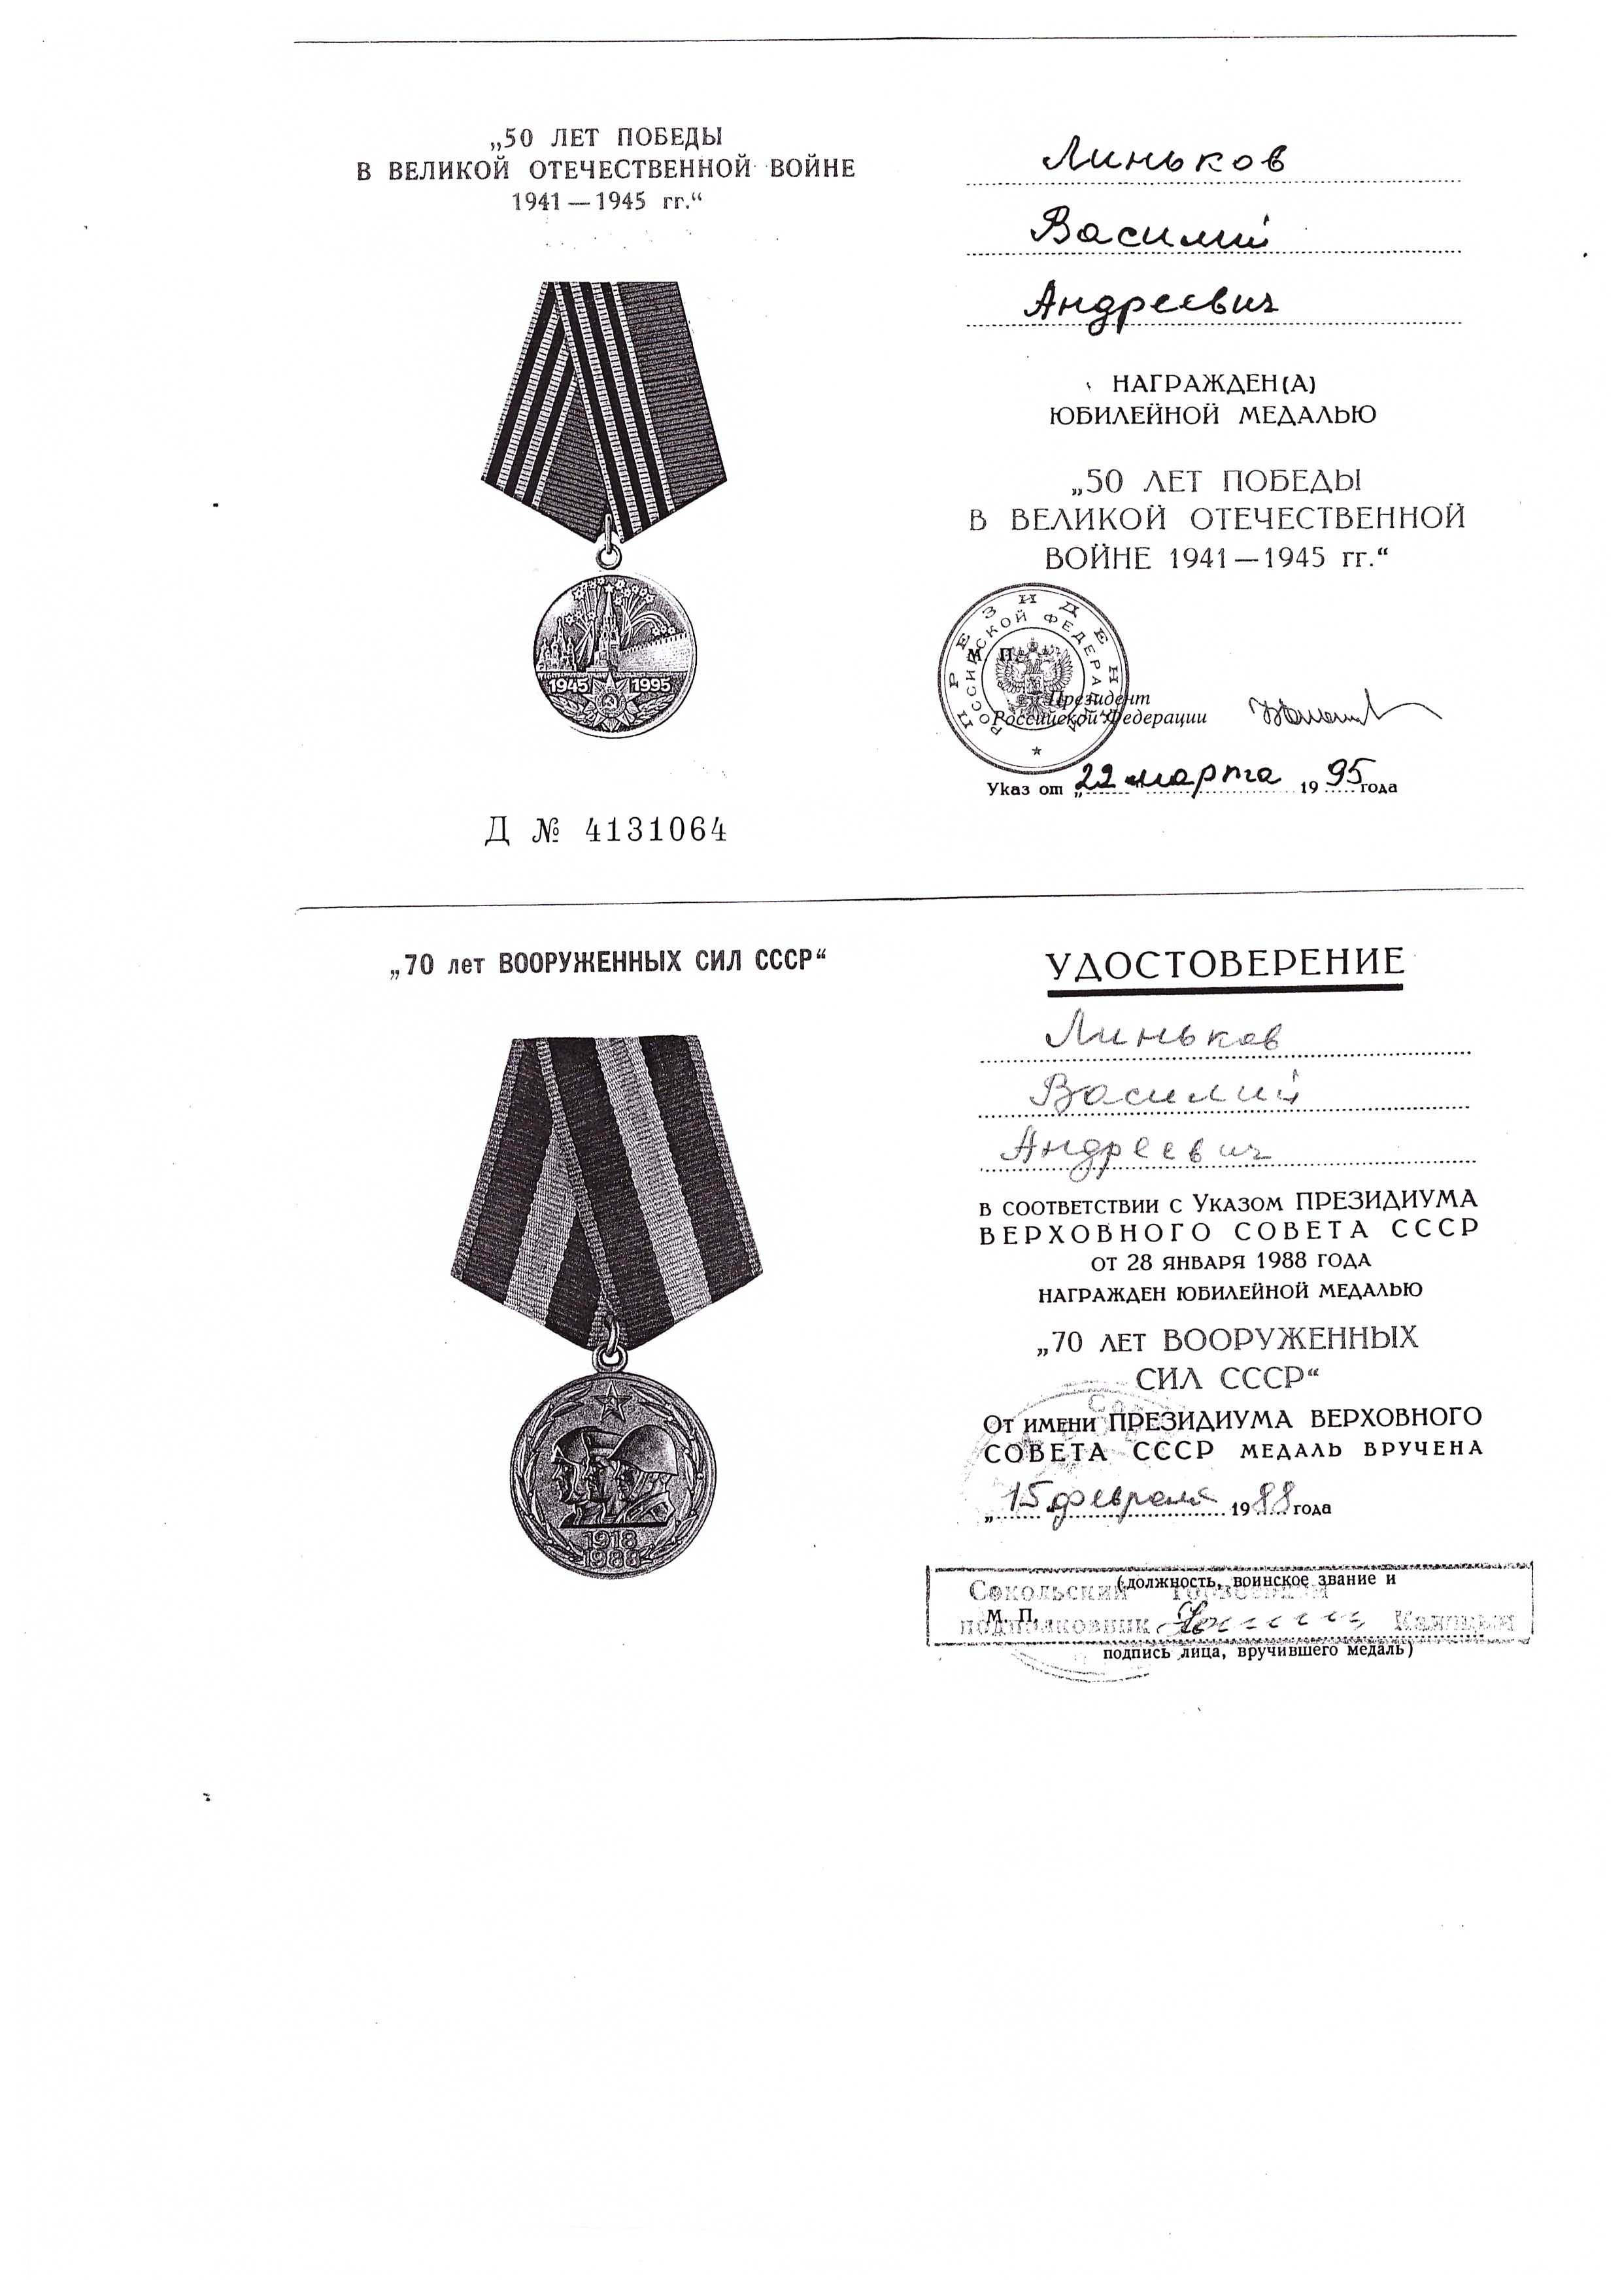 „50 ЛЕТ ПОБЕДЫ
В ВЕЛИКОЙ ОТЕЧЕСТВЕННОЙ ВОЙНЕ
1941—1945 гг.“
1945 1995
Д № 4131064
Линьков
Василий
Андреевич
НАГРАЖДЕН(А)
ЮБИЛЕЙНОЙ МЕДАЛЬЮ
„50 ЛЕТ ПОБЕДЫ
В ВЕЛИКОЙ ОТЕЧЕСТВЕННОЙ
ВОЙНЕ 1941—1945 гг.“
ПРЕЗИДЕНТ
РОССИЙСКОЙ ФЕДЕРАЦИИ
М. П.
Президент
Российской Федерации
Указ от „22 марта 1995 года
„70 лет ВООРУЖЕННЫХ СИЛ СССР“
1918
1988
УДОСТОВЕРЕНИЕ
Линьков
Василий
Андреевич
В СООТВЕТСТВИИ С УКАЗОМ ПРЕЗИДИУМА
ВЕРХОВНОГО СОВЕТА СССР
ОТ 28 ЯНВАРЯ 1988 ГОДА
НАГРАЖДЕН ЮБИЛЕЙНОЙ МЕДАЛЬЮ
„70 ЛЕТ ВООРУЖЕННЫХ
СИЛ СССР“
ОТ ИМЕНИ ПРЕЗИДИУМА ВЕРХОВНОГО
СОВЕТА СССР МЕДАЛЬ ВРУЧЕНА
„15 февраля 1988 года
(должность, воинское звание и
Сокольский горвоенком
М. П.
подполковник
подпись лица, вручившего медаль)